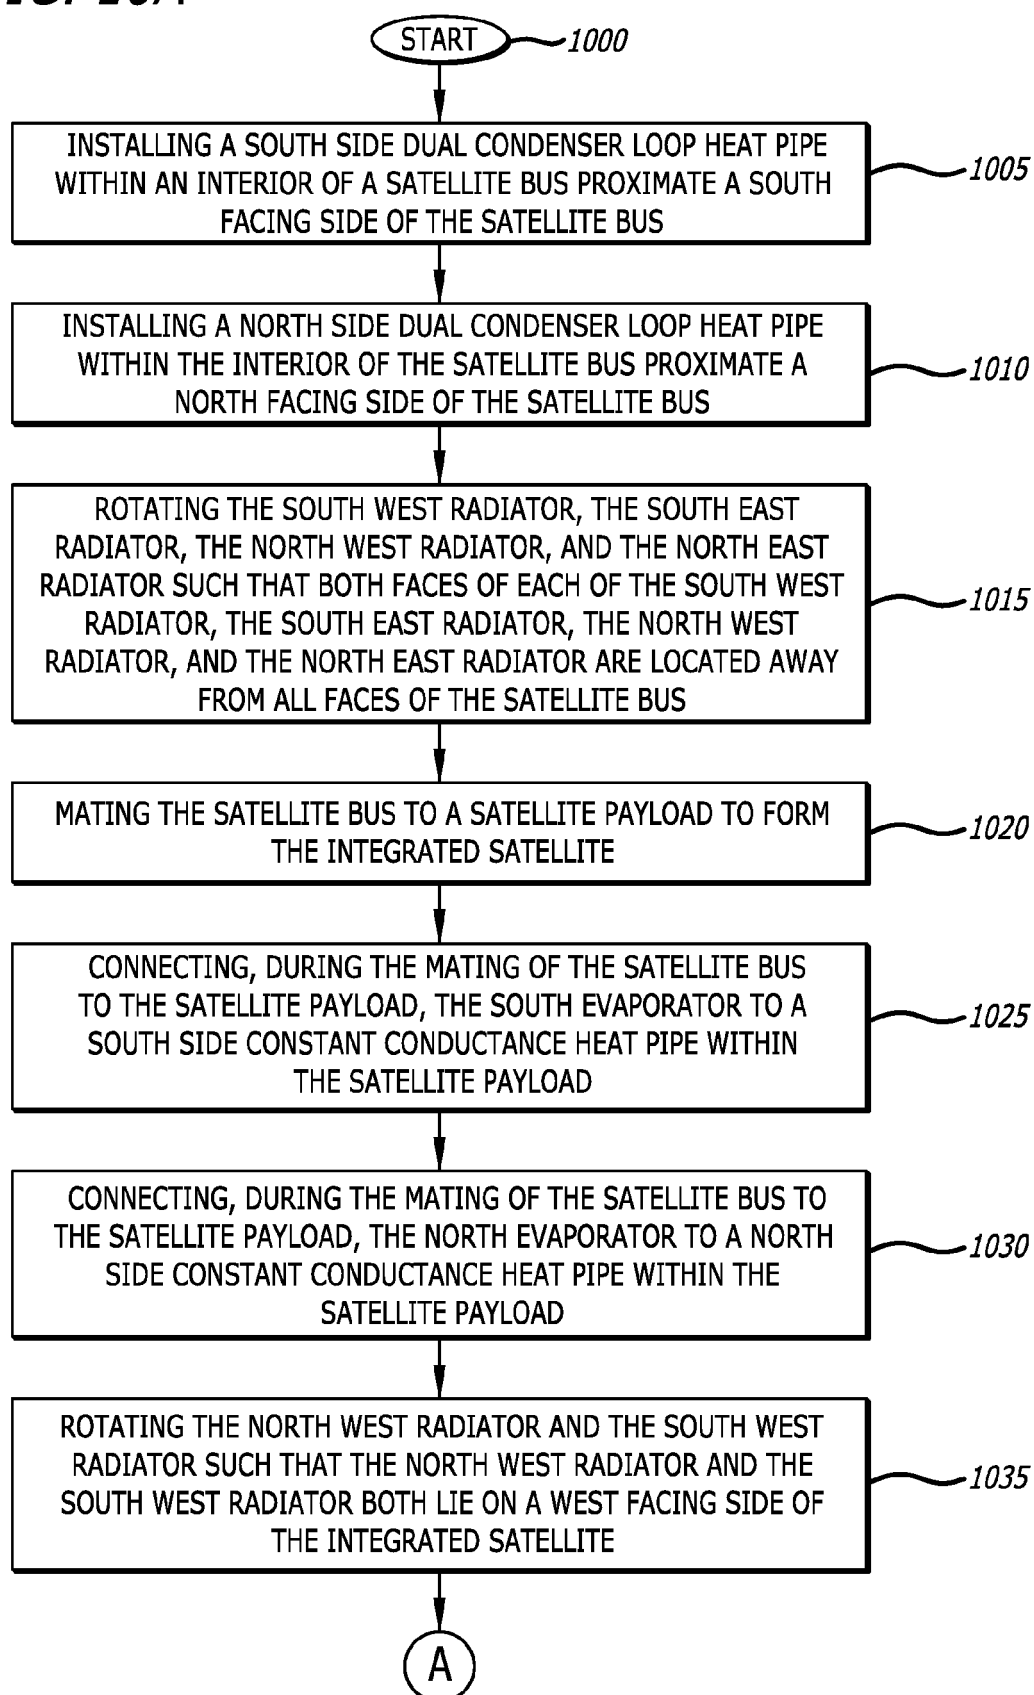 START
1000
INSTALLING A SOUTH SIDE DUAL CONDENSER LOOP HEAT PIPE
WITHIN AN INTERIOR OF A SATELLITE BUS PROXIMATE A SOUTH
FACING SIDE OF THE SATELLITE BUS
1005
INSTALLING A NORTH SIDE DUAL CONDENSER LOOP HEAT PIPE
WITHIN THE INTERIOR OF THE SATELLITE BUS PROXIMATE A
NORTH FACING SIDE OF THE SATELLITE BUS
1010
ROTATING THE SOUTH WEST RADIATOR, THE SOUTH EAST
RADIATOR, THE NORTH WEST RADIATOR, AND THE NORTH EAST
RADIATOR SUCH THAT BOTH FACES OF EACH OF THE SOUTH WEST
RADIATOR, THE SOUTH EAST RADIATOR, THE NORTH WEST
RADIATOR, AND THE NORTH EAST RADIATOR ARE LOCATED AWAY
FROM ALL FACES OF THE SATELLITE BUS
1015
MATING THE SATELLITE BUS TO A SATELLITE PAYLOAD TO FORM
THE INTEGRATED SATELLITE
1020
CONNECTING, DURING THE MATING OF THE SATELLITE BUS
TO THE SATELLITE PAYLOAD, THE SOUTH EVAPORATOR TO A
SOUTH SIDE CONSTANT CONDUCTANCE HEAT PIPE WITHIN
THE SATELLITE PAYLOAD
1025
CONNECTING, DURING THE MATING OF THE SATELLITE BUS TO
THE SATELLITE PAYLOAD, THE NORTH EVAPORATOR TO A NORTH
SIDE CONSTANT CONDUCTANCE HEAT PIPE WITHIN THE
SATELLITE PAYLOAD
1030
ROTATING THE NORTH WEST RADIATOR AND THE SOUTH WEST
RADIATOR SUCH THAT THE NORTH WEST RADIATOR AND THE
SOUTH WEST RADIATOR BOTH LIE ON A WEST FACING SIDE OF
THE INTEGRATED SATELLITE
1035
A